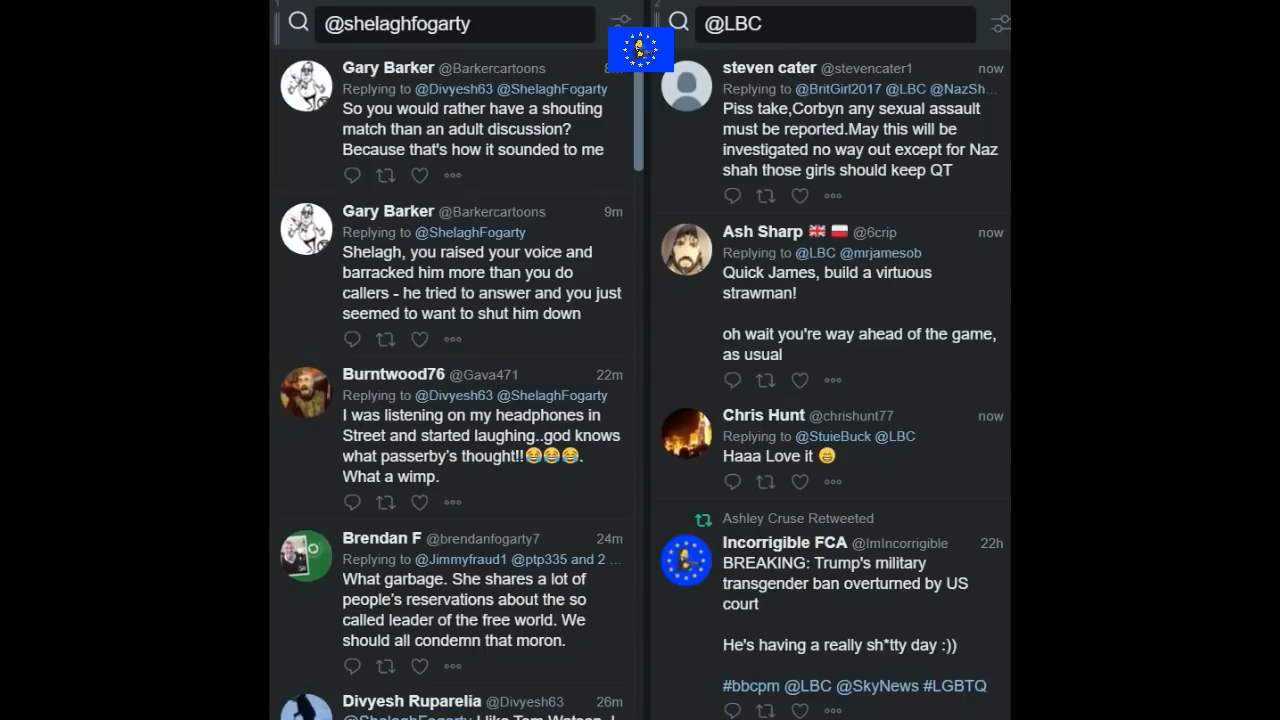 @shelaghfogarty
Gary Barker @Barkercartoons
Replying to @Divyesh63 @ShelaghFogarty
So you would rather have a shouting
match than an adult discussion?
Because that's how it sounded to me
Gary Barker @Barkercartoons 9m
Replying to @ShelaghFogarty
Shelagh, you raised your voice and
barracked him more than you do
callers - he tried to answer and you just
seemed to want to shut him down
Burntwood76 @Gava471 22m
Replying to @Divyesh63 @ShelaghFogarty
I was listening on my headphones in
Street and started laughing..god knows
what passerby's thought!!😂😂😂.
What a wimp.
Brendan F @brendanfogarty7 24m
Replying to @Jimmyfraud1 @ptp335 and 2 ...
What garbage. She shares a lot of
people's reservations about the so
called leader of the free world. We
should all condemn that moron.
Divyesh Ruparelia @Divyesh63 26m
@ShelaghFogarty I like Tom Watson. I
@LBC
steven cater @stevencater1 now
Replying to @BritGirl2017 @LBC @NazSh...
Piss take,Corbyn any sexual assault
must be reported.May this will be
investigated no way out except for Naz
shah those girls should keep QT
Ash Sharp 🇬🇧 🇵🇱 @6crip now
Replying to @LBC @mrjamesob
Quick James, build a virtuous
strawman!
oh wait you're way ahead of the game,
as usual
Chris Hunt @chrishunt77 now
Replying to @StuieBuck @LBC
Haaa Love it 😁
Ashley Cruse Retweeted
Incorrigible FCA @ImIncorrigible 22h
BREAKING: Trump's military
transgender ban overturned by US
court
He's having a really sh*tty day :))
#bbcpm @LBC @SkyNews #LGBTQ